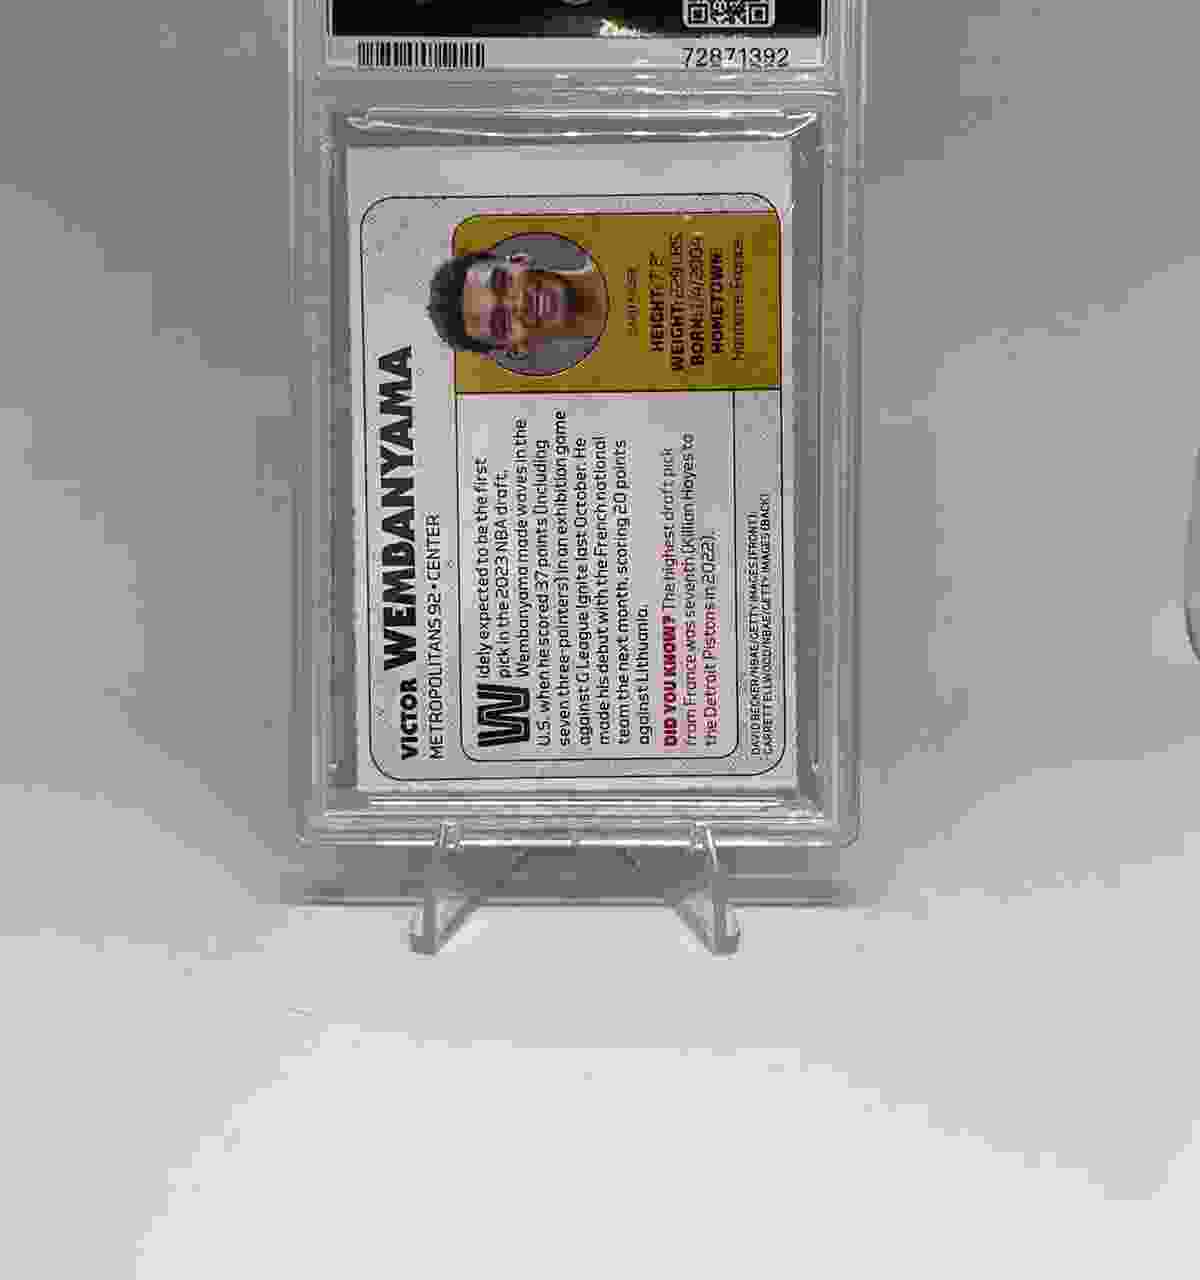 72871392
VICTOR WEMBANYAMA
METROPOLITANS 92 • CENTER
Widely expected to be the first
pick in the 2023 NBA draft,
Wembanyama made waves in the
U.S. when he scored 37 points (including
seven three-pointers) in an exhibition game
against G League Ignite last October. He
made his debut with the French national
team the next month, scoring 20 points
against Lithuania.
DID YOU KNOW? The highest draft pick
from France was seventh (Killian Hayes to
the Detroit Pistons in 2022).
HEIGHT: 7' 2"
WEIGHT: 229 LBS.
BORN: 1/4/2004
HOMETOWN:
Nanterre, France
DAVID BECKER/NBAE/GETTY IMAGES (FRONT);
GARRETT ELLWOOD/NBAE/GETTY IMAGES (BACK)